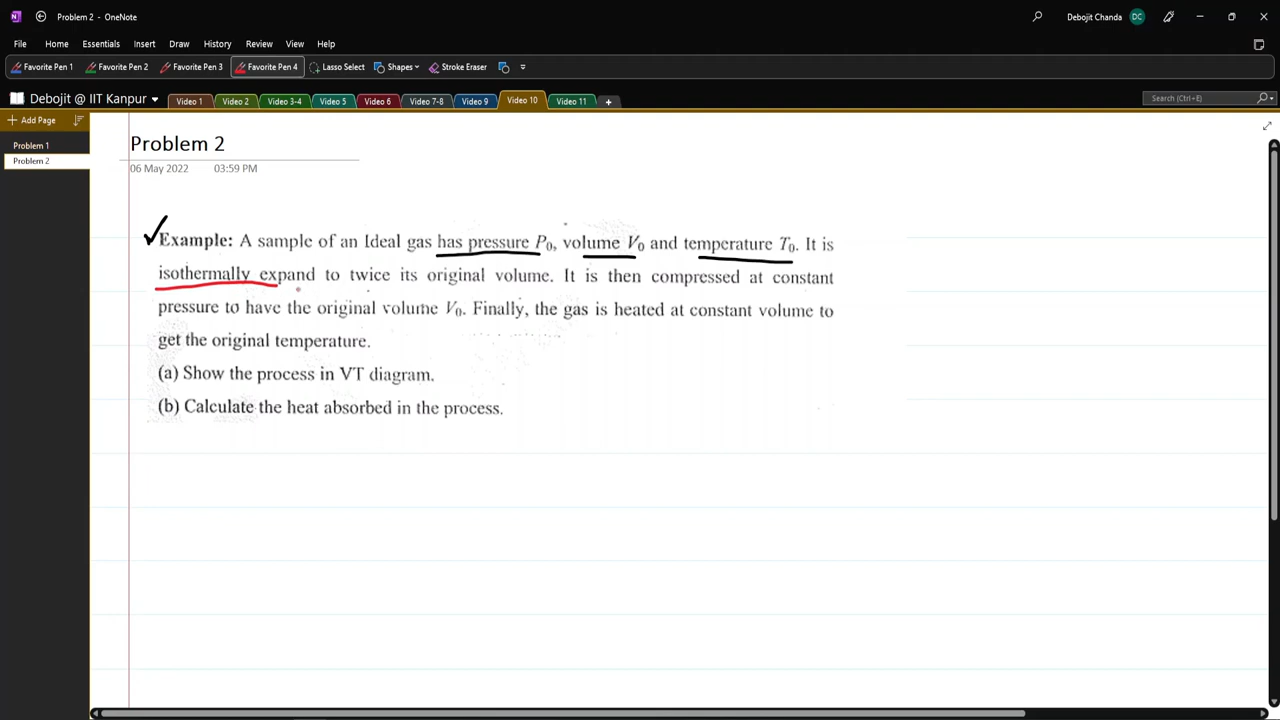 Problem 2 - OneNote
Debojit Chanda DC
File Home Essentials Insert Draw History Review View Help
Favorite Pen 1 Favorite Pen 2 Favorite Pen 3 Favorite Pen 4 Lasso Select Shapes Stroke Eraser
Debojit @ IIT Kanpur Video 1 Video 2 Video 3-4 Video 5 Video 6 Video 7-8 Video 9 Video 10 Video 11 Search (Ctrl+E)
Add Page
Problem 1
Problem 2
Problem 2
06 May 2022 03:59 PM
Example: A sample of an Ideal gas has pressure P₀, volume V₀ and temperature T₀. It is
isothermally expand to twice its original volume. It is then compressed at constant
pressure to have the original volume V₀. Finally, the gas is heated at constant volume to
get the original temperature.
(a) Show the process in VT diagram.
(b) Calculate the heat absorbed in the process.